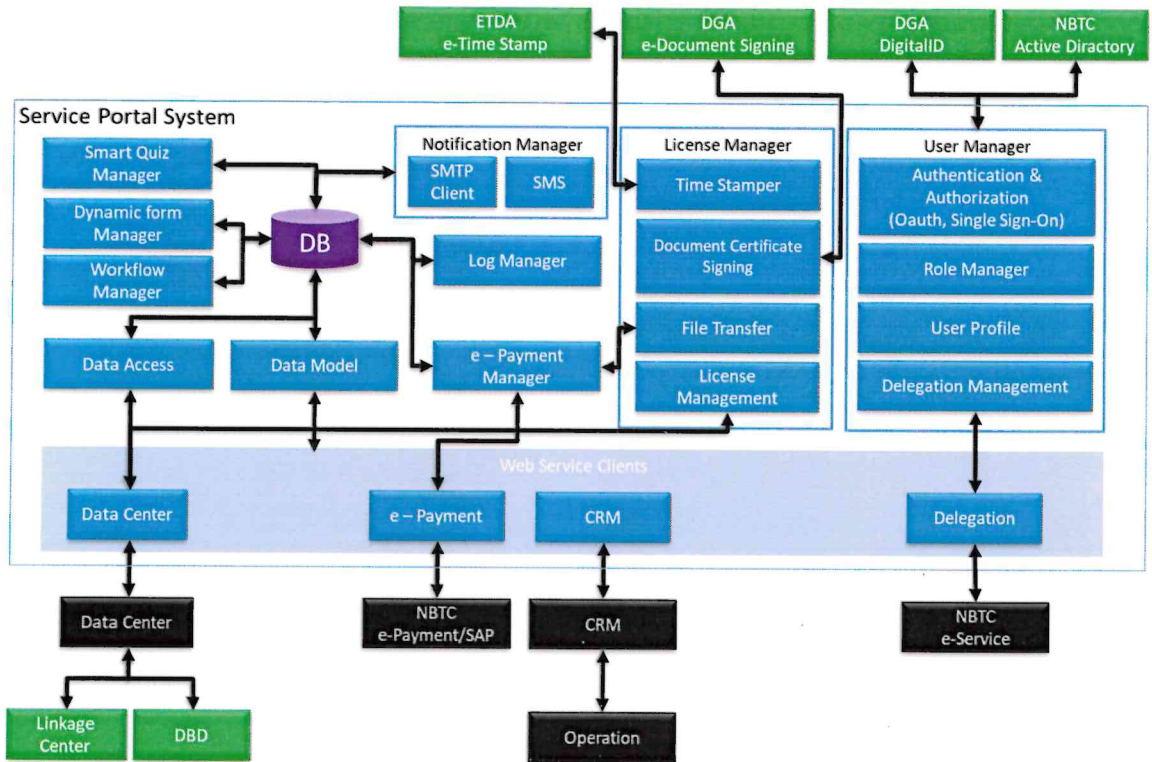 ETDA
e-Time Stamp
DGA
e-Document Signing
DGA
DigitalID
NBTC
Active Diractory
Service Portal System
Smart Quiz
Manager
Notification Manager
SMTP
Client
SMS
License Manager
Time Stamper
User Manager
Authentication &
Authorization
(Oauth, Single Sign-On)
Dynamic form
Manager
DB
Log Manager
Document Certificate
Signing
Role Manager
Workflow
Manager
File Transfer
User Profile
Data Access
Data Model
e – Payment
Manager
License
Management
Delegation Management
Web Service Clients
Data Center
e – Payment
CRM
Delegation
Data Center
NBTC
e-Payment/SAP
CRM
NBTC
e-Service
Linkage
Center
DBD
Operation